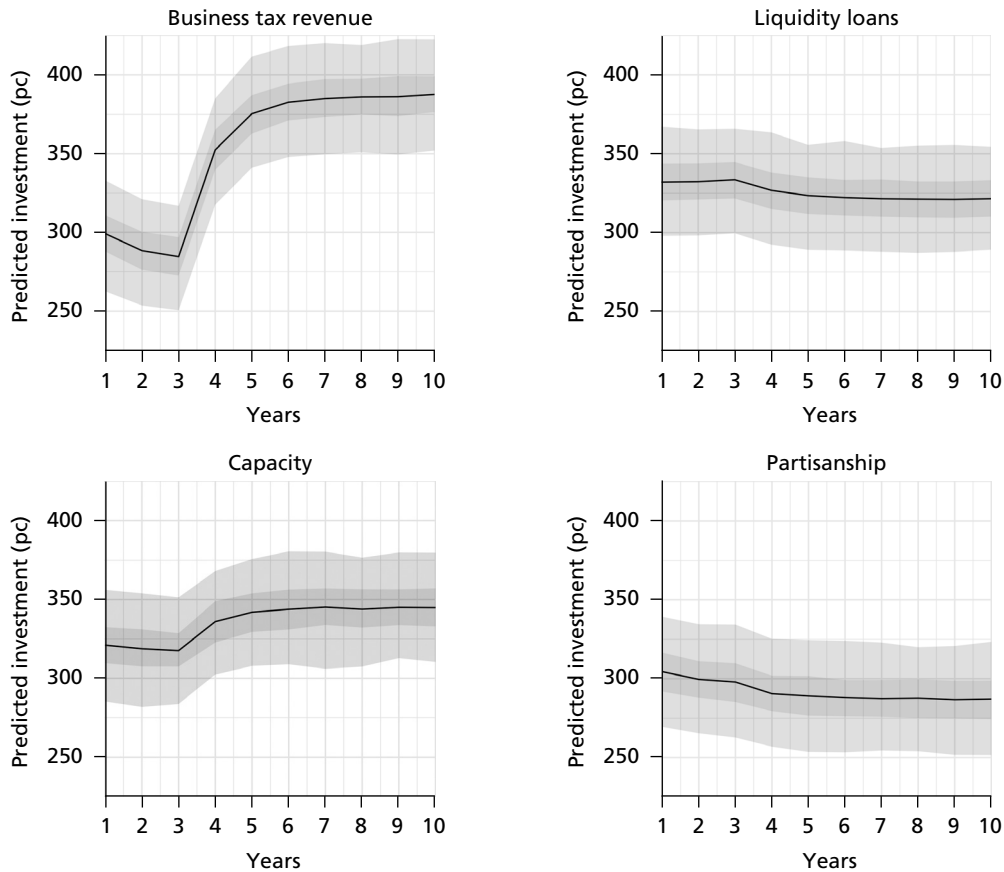 Business tax revenue
Predicted investment (pc)
400
350
300
250
1 2 3 4 5 6 7 8 9 10
Years
Liquidity loans
Predicted investment (pc)
400
350
300
250
1 2 3 4 5 6 7 8 9 10
Years
Capacity
Predicted investment (pc)
400
350
300
250
1 2 3 4 5 6 7 8 9 10
Years
Partisanship
Predicted investment (pc)
400
350
300
250
1 2 3 4 5 6 7 8 9 10
Years